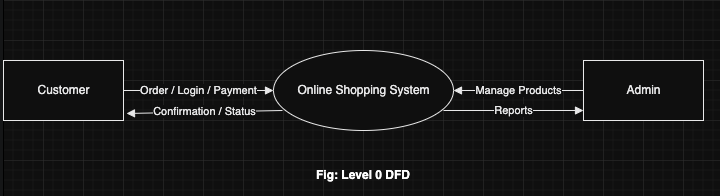 Customer
Order / Login / Payment
Confirmation / Status
Online Shopping System
Manage Products
Reports
Admin
Fig: Level 0 DFD